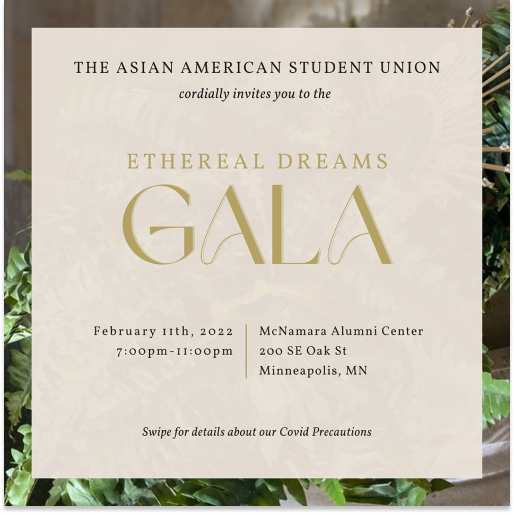 THE ASIAN AMERICAN STUDENT UNION
cordially invites you to the
ETHEREAL DREAMS
GALA
February 11th, 2022
7:00pm-11:00pm
McNamara Alumni Center
200 SE Oak St
Minneapolis, MN
Swipe for details about our Covid Precautions